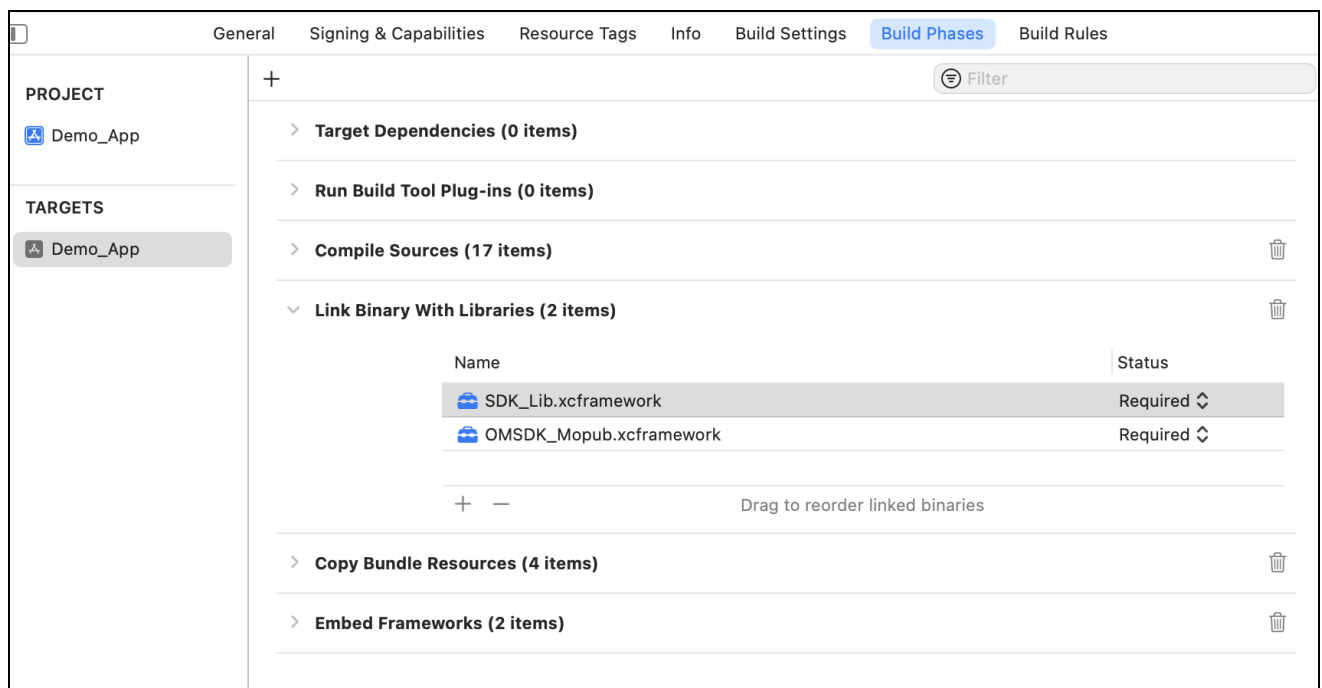 General Signing & Capabilities Resource Tags Info Build Settings Build Phases Build Rules
Filter
PROJECT
Demo_App
TARGETS
Demo_App
Target Dependencies (0 items)
Run Build Tool Plug-ins (0 items)
Compile Sources (17 items)
Link Binary With Libraries (2 items)
Name Status
SDK_Lib.xcframework Required
OMSDK_Mopub.xcframework Required
Drag to reorder linked binaries
Copy Bundle Resources (4 items)
Embed Frameworks (2 items)